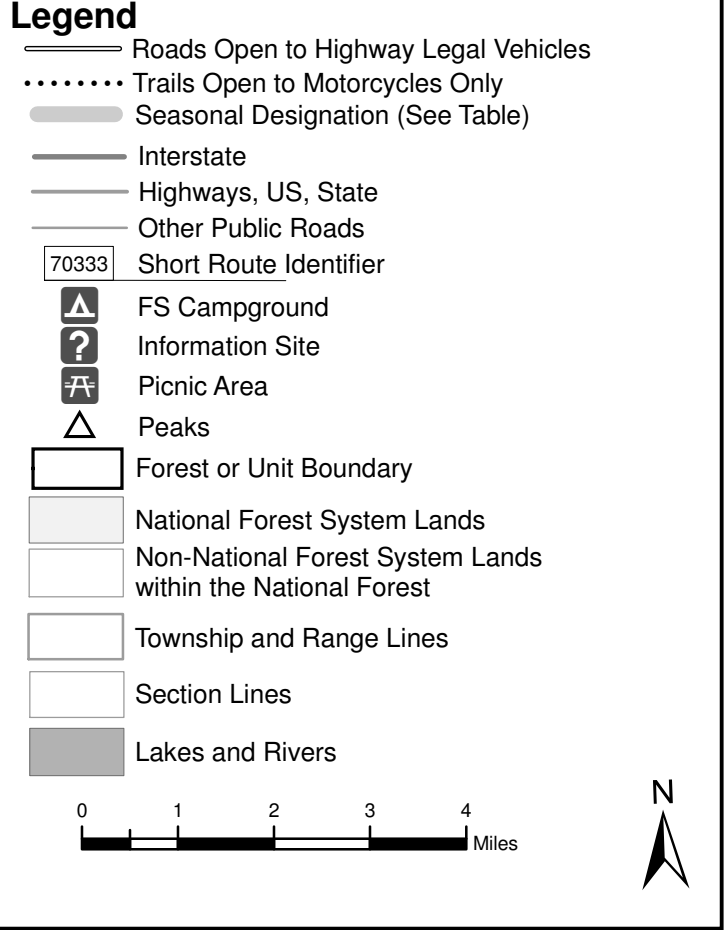 Legend
Roads Open to Highway Legal Vehicles
Trails Open to Motorcycles Only
Seasonal Designation (See Table)
Interstate
Highways, US, State
Other Public Roads
70333 Short Route Identifier
FS Campground
? Information Site
Picnic Area
Peaks
Forest or Unit Boundary
National Forest System Lands
Non-National Forest System Lands
within the National Forest
Township and Range Lines
Section Lines
Lakes and Rivers
0 1 2 3 4
Miles
N